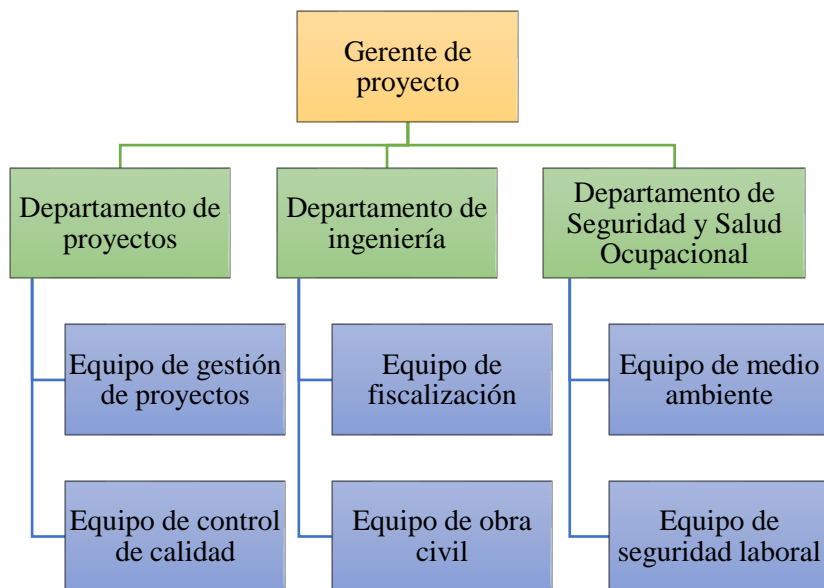 Gerente de
proyecto
Departamento de
proyectos
Departamento de
ingeniería
Departamento de
Seguridad y Salud
Ocupacional
Equipo de gestión
de proyectos
Equipo de
fiscalización
Equipo de medio
ambiente
Equipo de control
de calidad
Equipo de obra
civil
Equipo de
seguridad laboral